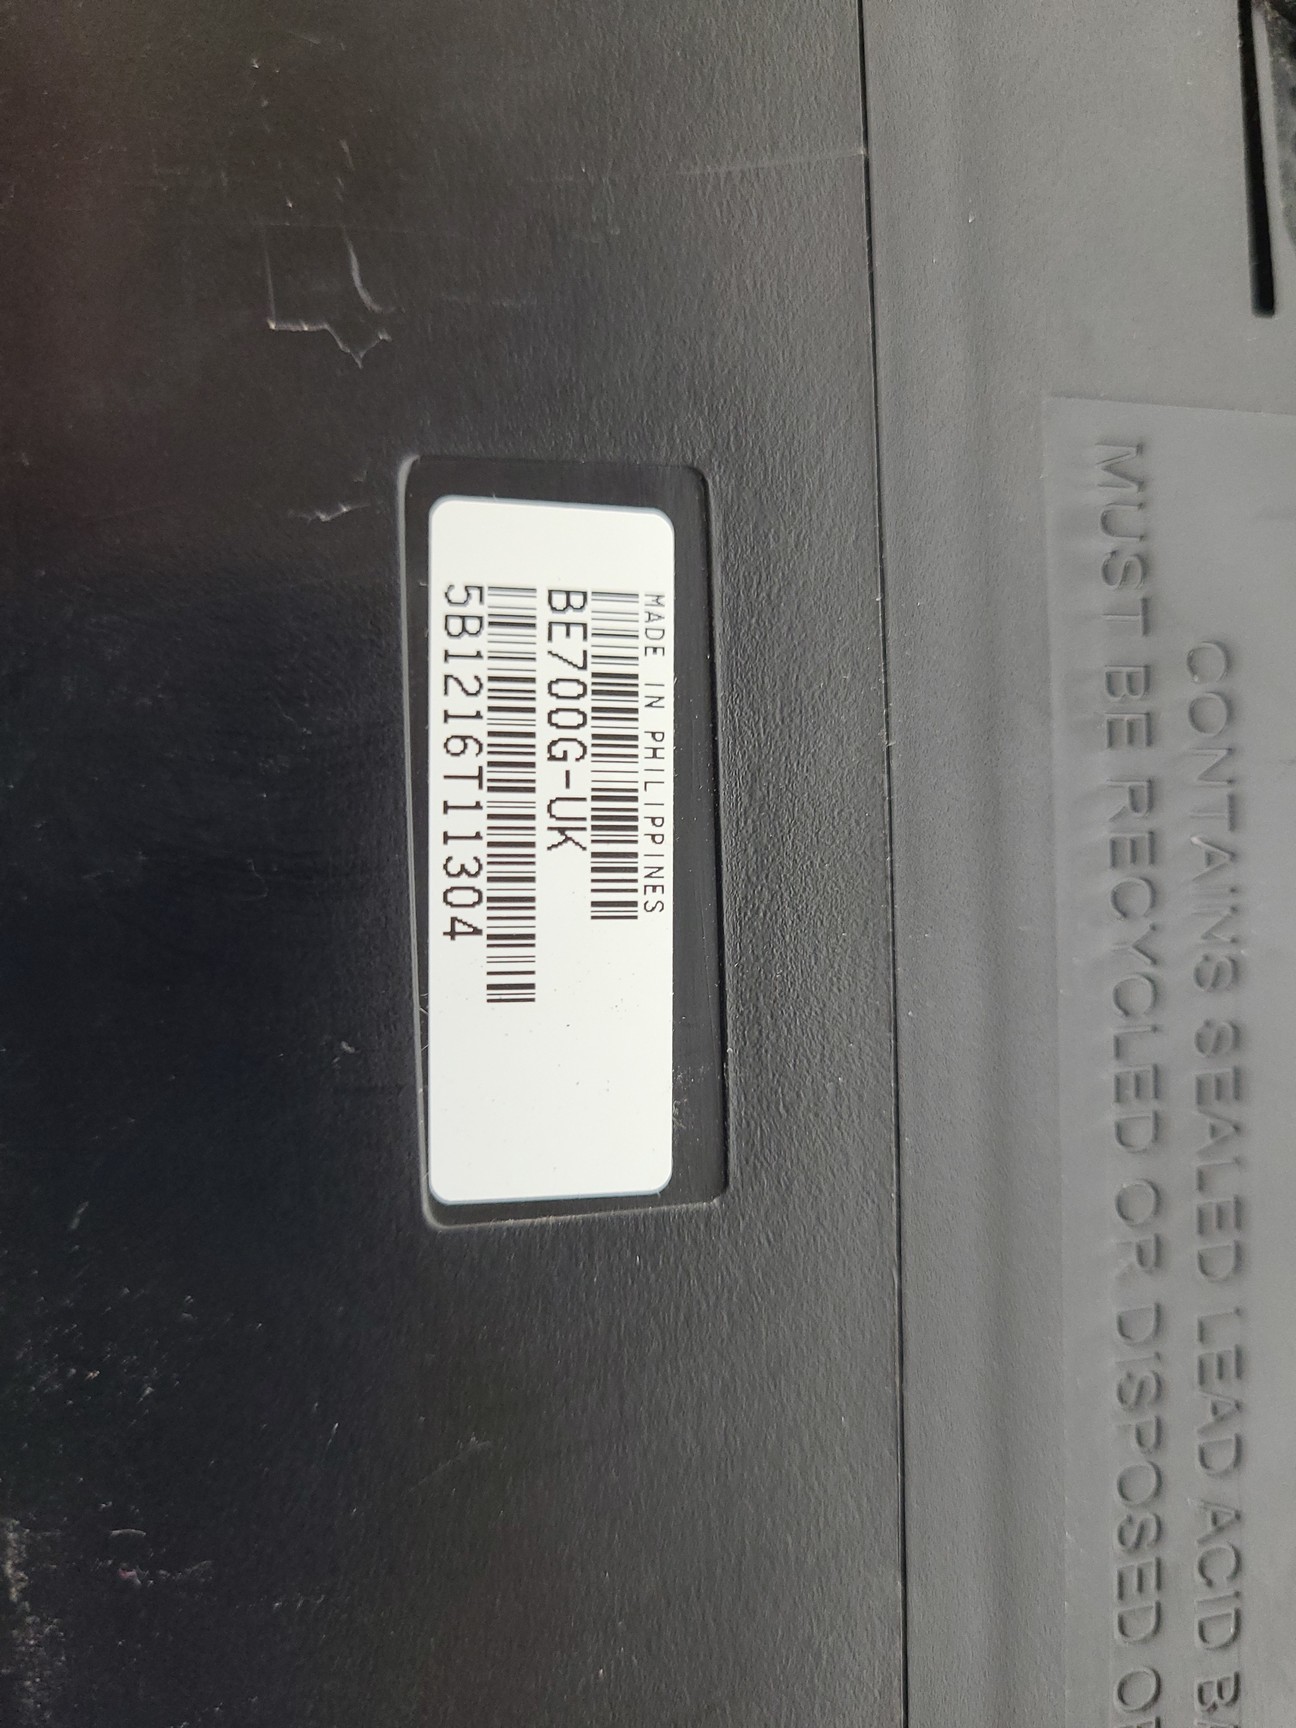 MADE IN PHILIPPINES
BE700G-UK
5B1216T11304
CONTAINS SEALED LEAD ACID
MUST BE RECYCLED OR DISPOSED